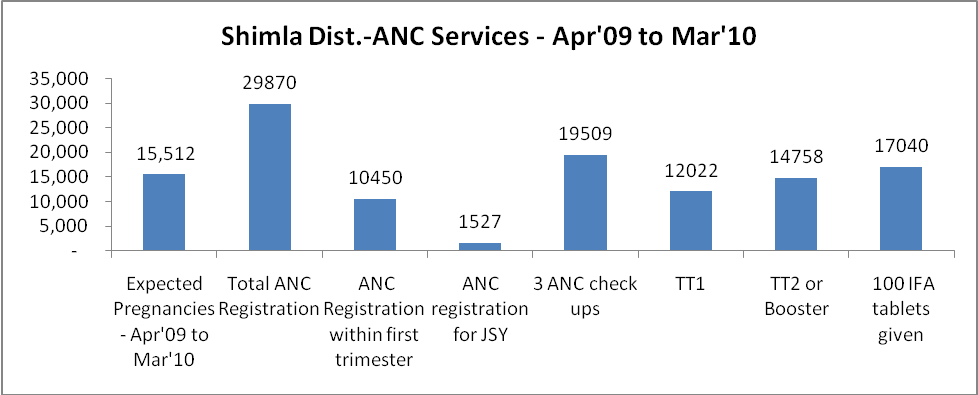 Shimla Dist.-ANC Services - Apr'09 to Mar'10
35,000
30,000
25,000
20,000
15,000
10,000
5,000
-
15,512
29870
10450
1527
19509
12022
14758
17040
Expected
Pregnancies
- Apr'09 to
Mar'10
Total ANC
Registration
ANC
Registration
within first
trimester
ANC
registration
for JSY
3 ANC check
ups
TT1
TT2 or
Booster
100 IFA
tablets
given